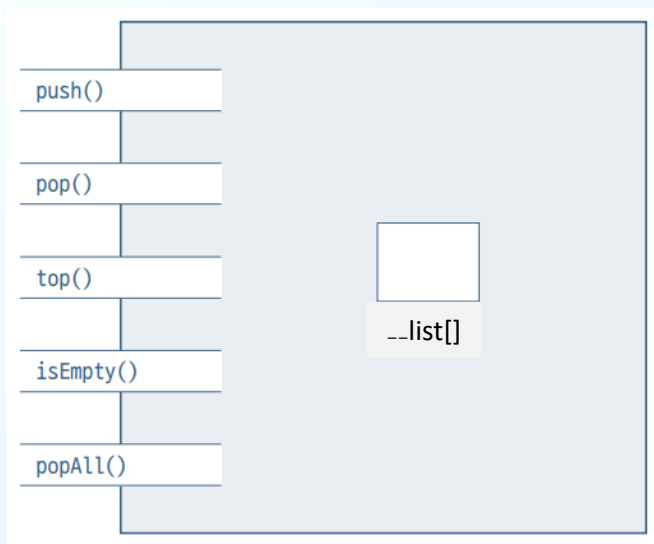 push()
pop()
top()
__list[]
isEmpty()
popAll()